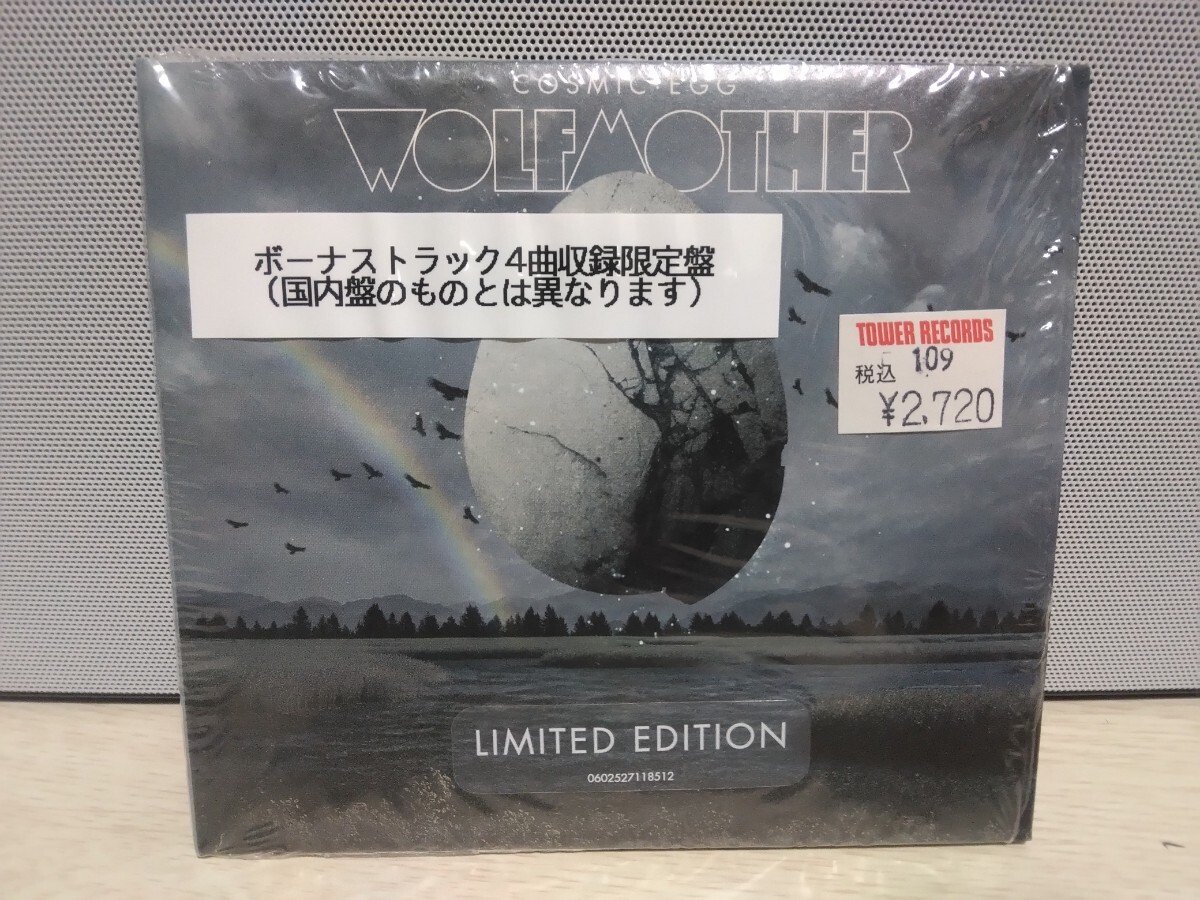 COSMIC EGG
WOLFMOTHER
ボーナストラック4曲収録限定盤
（国内盤のものとは異なります）
TOWER RECORDS
109
税込
¥2,720
LIMITED EDITION
0602527118512